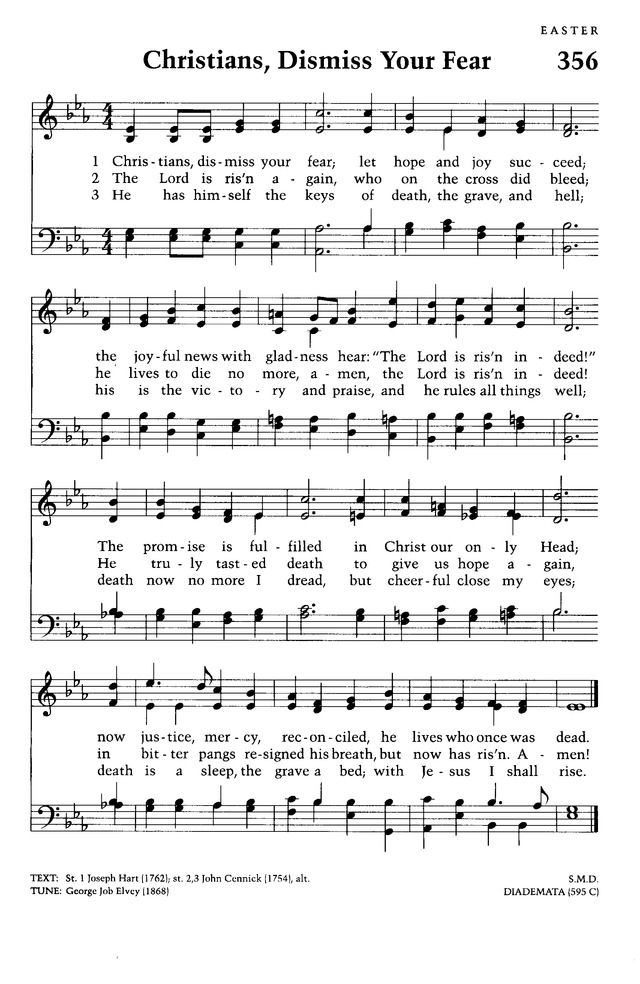 EASTER
Christians, Dismiss Your Fear 356
1 Chris - tians, dis - miss your fear; let hope and joy suc - ceed;
2 The Lord is ris'n a - gain, who on the cross did bleed;
3 He has him - self the keys of death, the grave, and hell;
the joy - ful news with glad - ness hear: "The Lord is ris'n in - deed!"
he lives to die no more, a - men, the Lord is ris'n in - deed!
his is the vic - to - ry and praise, and he rules all things well;
The prom - ise is ful - filled in Christ our on - ly Head;
He tru - ly tast - ed death to give us hope a - gain,
death now no more I dread, but cheer - ful close my eyes;
now jus - tice, mer - cy, rec - on - ciled, he lives who once was dead.
in bit - ter pangs re - signed his breath, but now has ris'n. A - men!
death is a sleep, the grave a bed; with Je - sus I shall rise.
TEXT: St. 1 Joseph Hart (1762); st. 2,3 John Cennick (1754), alt. S.M.D.
TUNE: George Job Elvey (1868) DIADEMATA (595 C)